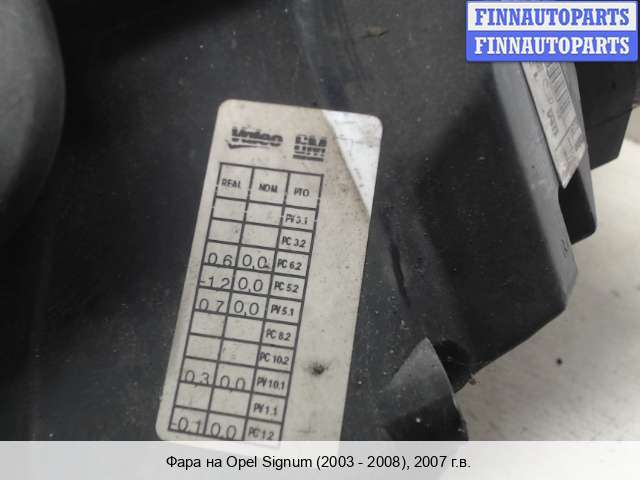 FINNAUTOPARTS
FINNAUTOPARTS
Valeo GM
REAL NOM PTO
PV 3.1
PC 3.2
0,6 0,0 PC 6.2
-1,2 0,0 PC 5.2
0,7 0,0 PV 5.1
PC 8.2
PC 10.2
0,3 0,0 PV 10.1
PV 1.1
-0,1 0,0 PC 1.2
Фара на Opel Signum (2003 - 2008), 2007 г.в.